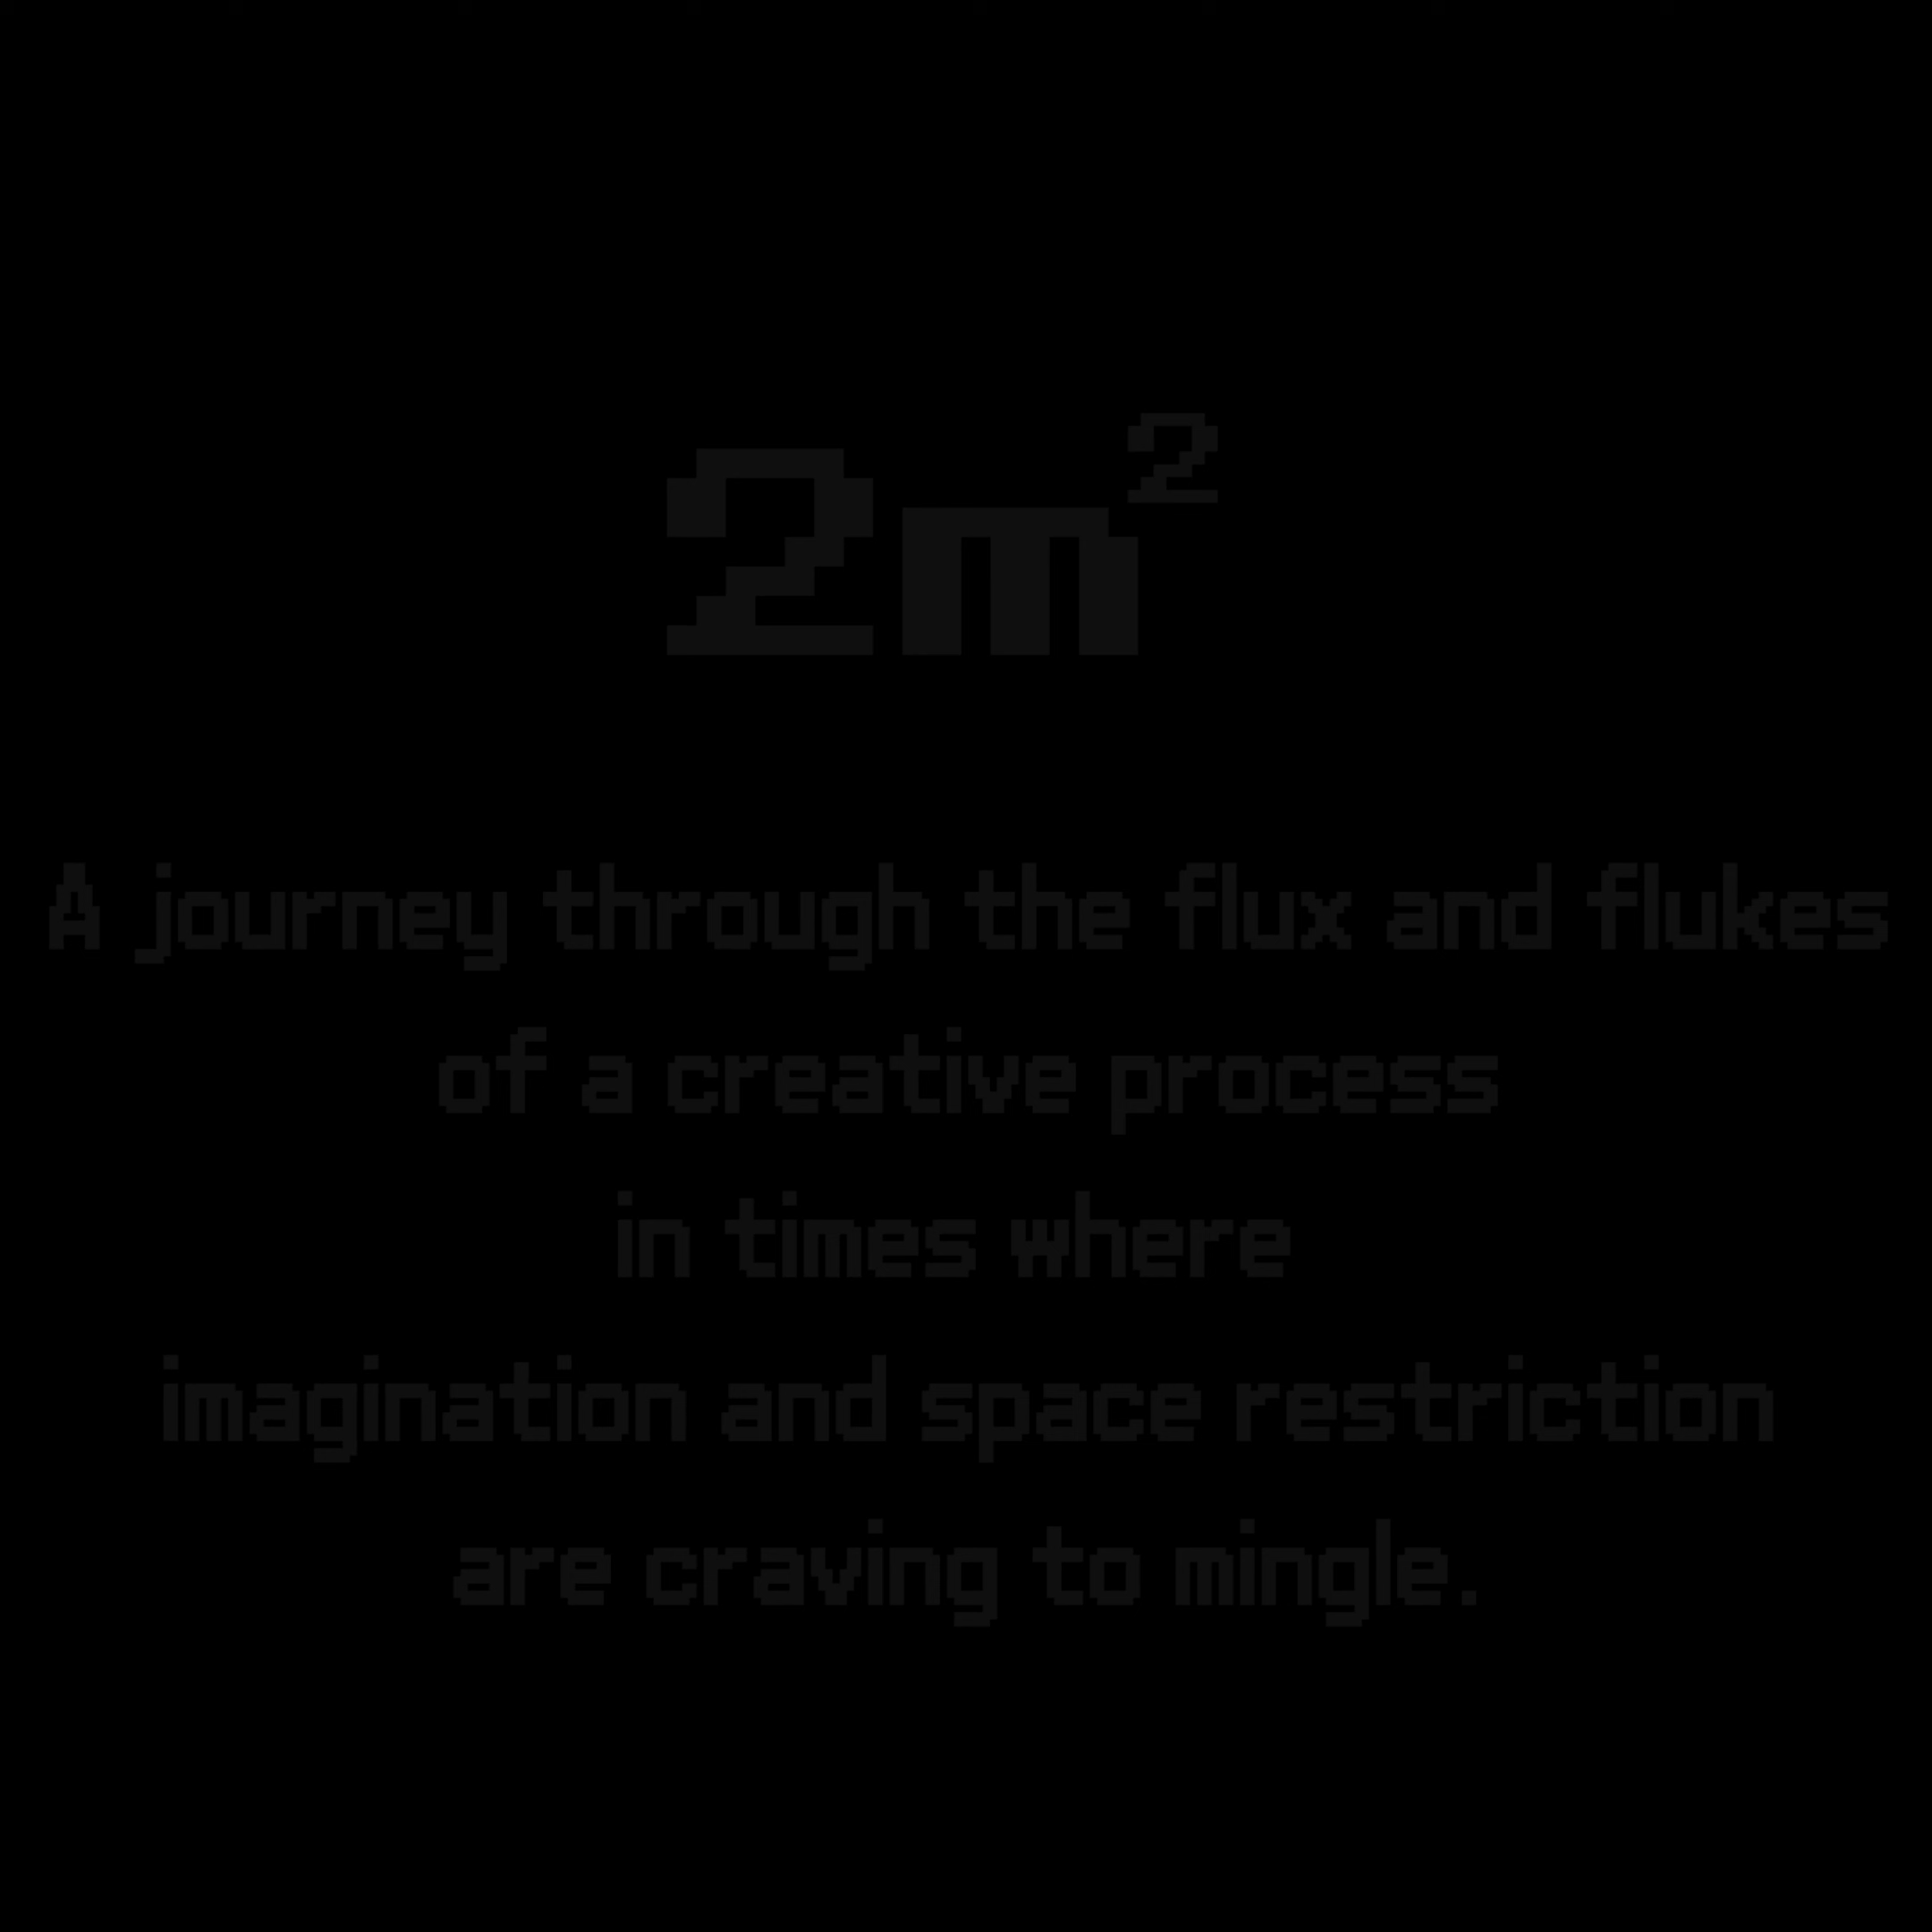 2m²
A journey through the flux and flukes
of a creative process
in times where
imagination and space restriction
are craving to mingle.